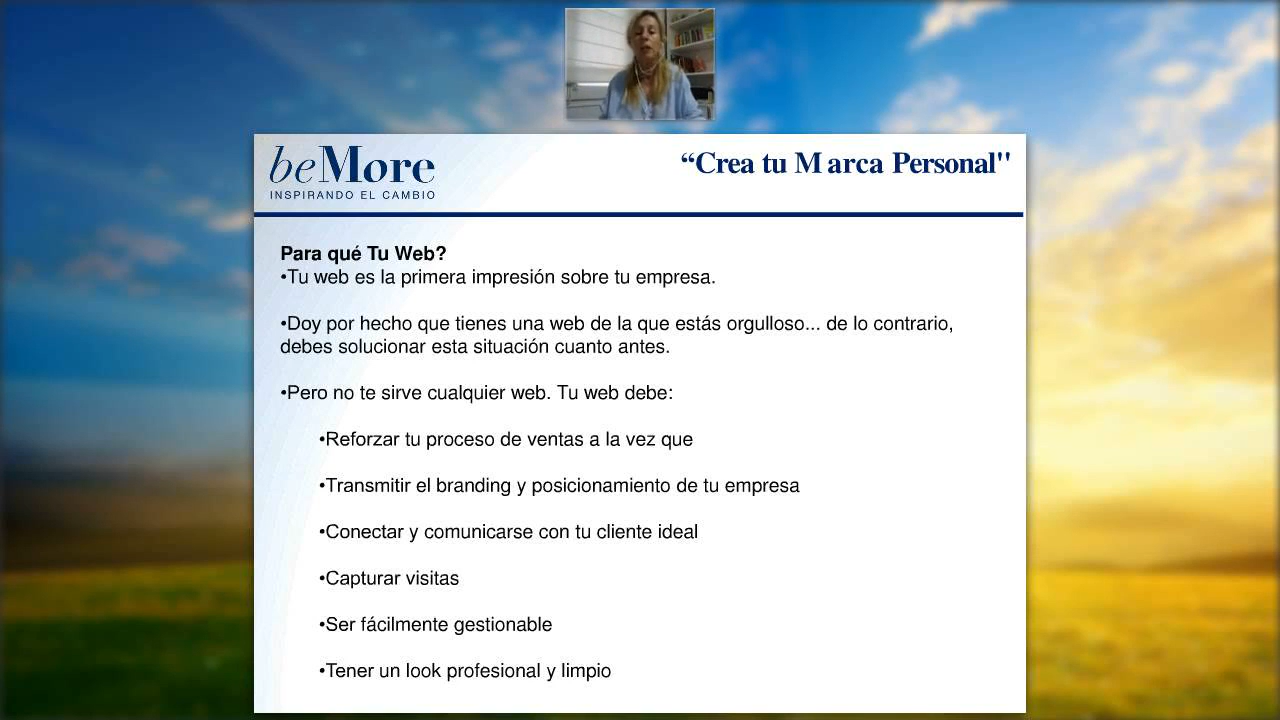 beMore
INSPIRANDO EL CAMBIO
“Crea tu Marca Personal"
Para qué Tu Web?
•Tu web es la primera impresión sobre tu empresa.
•Doy por hecho que tienes una web de la que estás orgulloso... de lo contrario,
debes solucionar esta situación cuanto antes.
•Pero no te sirve cualquier web. Tu web debe:
•Reforzar tu proceso de ventas a la vez que
•Transmitir el branding y posicionamiento de tu empresa
•Conectar y comunicarse con tu cliente ideal
•Capturar visitas
•Ser fácilmente gestionable
•Tener un look profesional y limpio